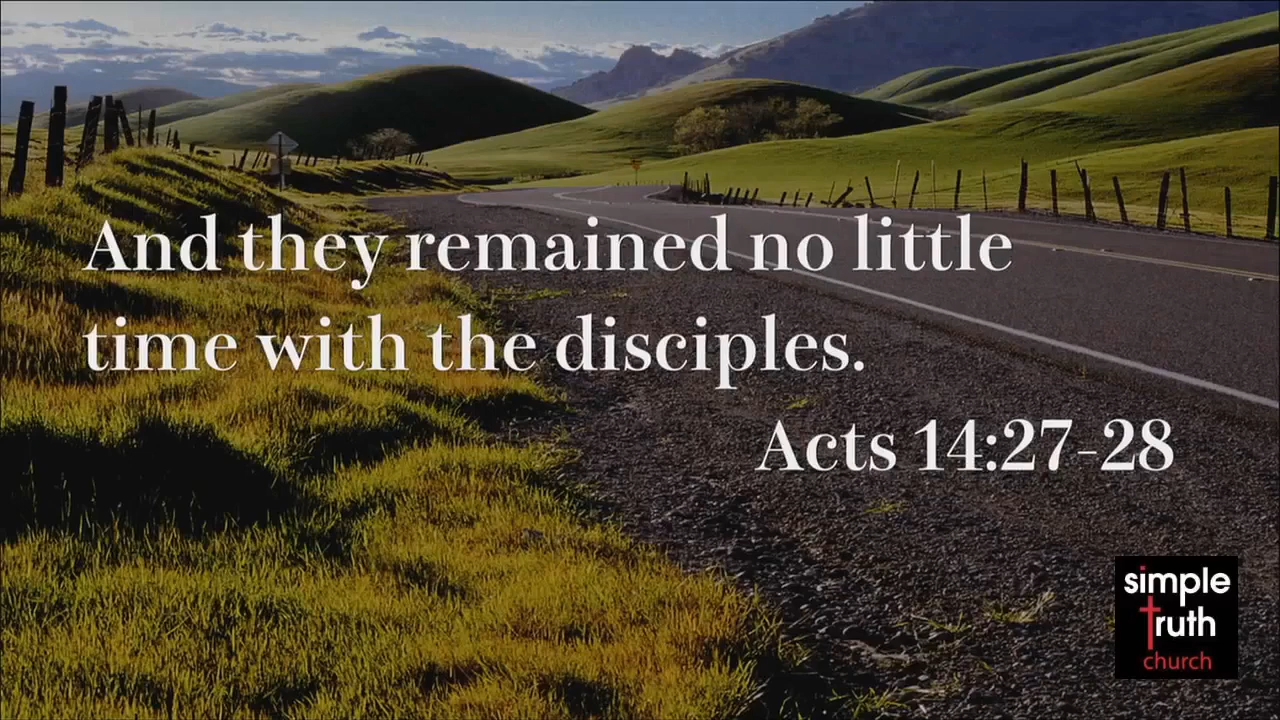 And they remained no little
time with the disciples.
Acts 14:27-28
simple
truth
church